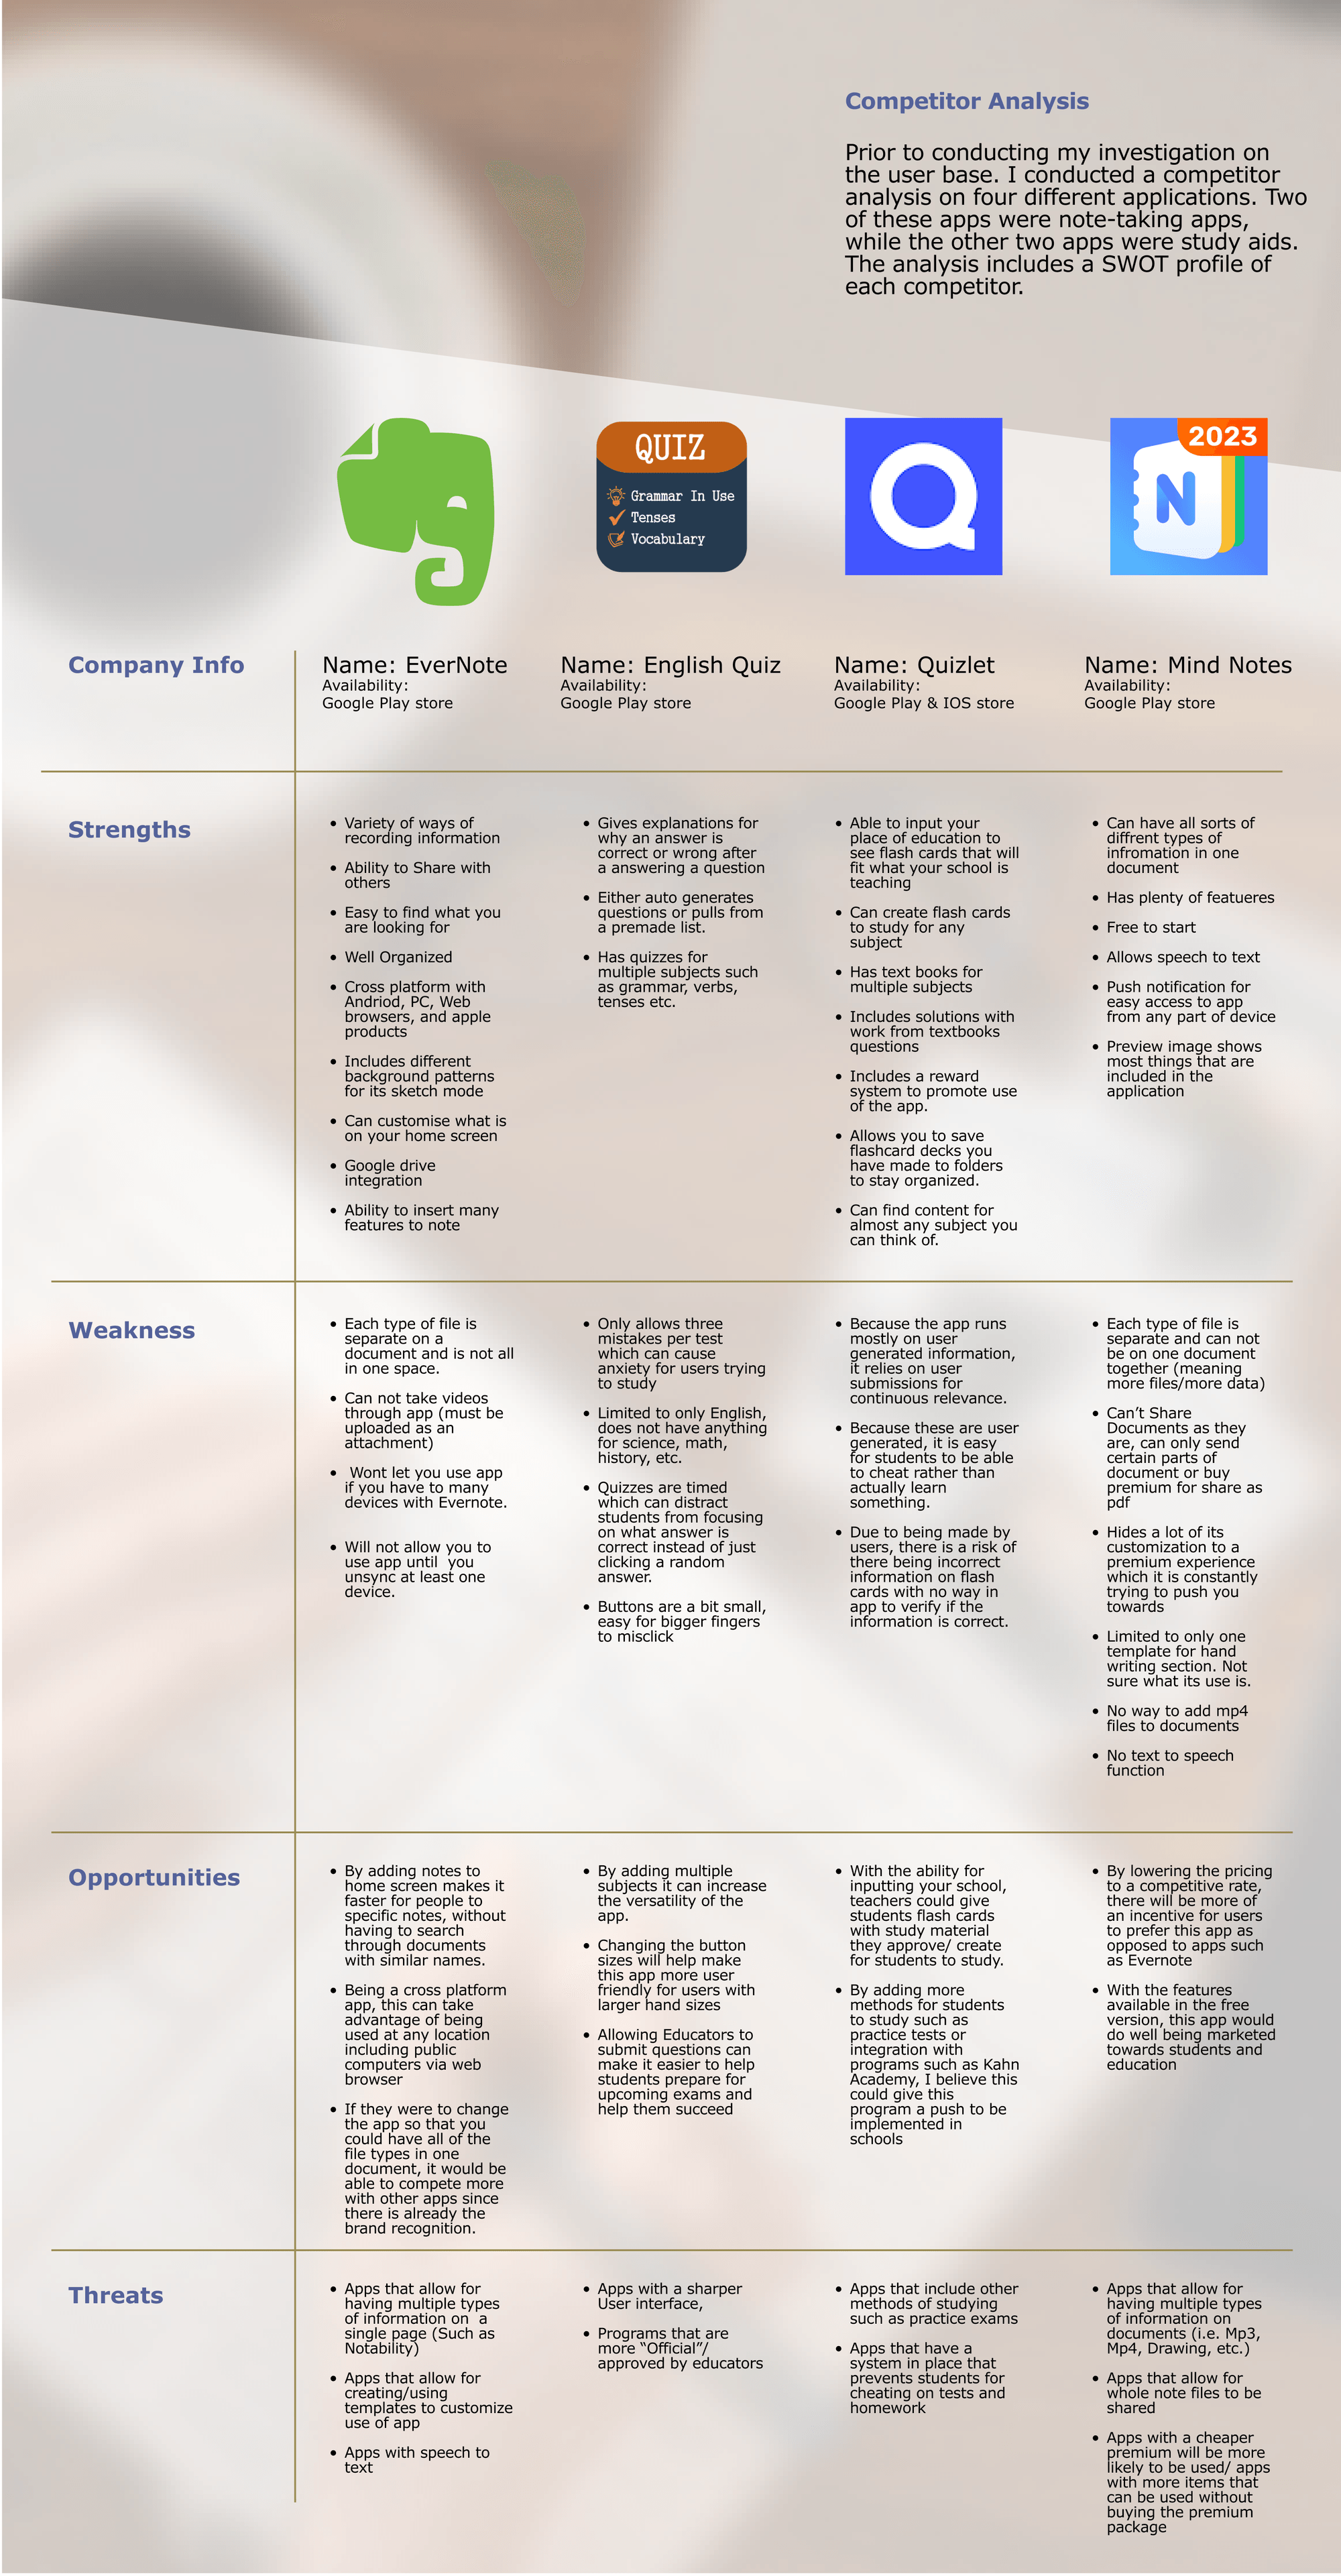 Competitor Analysis
Prior to conducting my investigation on
the user base. I conducted a competitor
analysis on four different applications. Two
of these apps were note-taking apps,
while the other two apps were study aids.
The analysis includes a SWOT profile of
each competitor.
QUIZ
Grammar In Use
Tenses
Vocabulary
2023
N
Company Info
Name: EverNote
Availability:
Google Play store
Name: English Quiz
Availability:
Google Play store
Name: Quizlet
Availability:
Google Play & IOS store
Name: Mind Notes
Availability:
Google Play store
Strengths
• Variety of ways of
recording information
• Ability to Share with
others
• Easy to find what you
are looking for
• Well Organized
• Cross platform with
Andriod, PC, Web
browsers, and apple
products
• Includes different
background patterns
for its sketch mode
• Can customise what is
on your home screen
• Google drive
integration
• Ability to insert many
features to note
• Gives explanations for
why an answer is
correct or wrong after
a answering a question
• Either auto generates
questions or pulls from
a premade list.
• Has quizzes for
multiple subjects such
as grammar, verbs,
tenses etc.
• Able to input your
place of education to
see flash cards that will
fit what your school is
teaching
• Can create flash cards
to study for any
subject
• Has text books for
multiple subjects
• Includes solutions with
work from textbooks
questions
• Includes a reward
system to promote use
of the app.
• Allows you to save
flashcard decks you
have made to folders
to stay organized.
• Can find content for
almost any subject you
can think of.
• Can have all sorts of
diffrent types of
infromation in one
document
• Has plenty of featueres
• Free to start
• Allows speech to text
• Push notification for
easy access to app
from any part of device
• Preview image shows
most things that are
included in the
application
Weakness
• Each type of file is
separate on a
document and is not all
in one space.
• Can not take videos
through app (must be
uploaded as an
attachment)
• Wont let you use app
if you have to many
devices with Evernote.
• Will not allow you to
use app until you
unsync at least one
device.
• Only allows three
mistakes per test
which can cause
anxiety for users trying
to study
• Limited to only English,
does not have anything
for science, math,
history, etc.
• Quizzes are timed
which can distract
students from focusing
on what answer is
correct instead of just
clicking a random
answer.
• Buttons are a bit small,
easy for bigger fingers
to misclick
• Because the app runs
mostly on user
generated information,
it relies on user
submissions for
continuous relevance.
• Because these are user
generated, it is easy
for students to be able
to cheat rather than
actually learn
something.
• Due to being made by
users, there is a risk of
there being incorrect
information on flash
cards with no way in
app to verify if the
information is correct.
• Each type of file is
separate and can not
be on one document
together (meaning
more files/more data)
• Can’t Share
Documents as they
are, can only send
certain parts of
document or buy
premium for share as
pdf
• Hides a lot of its
customization to a
premium experience
which it is constantly
trying to push you
towards
• Limited to only one
template for hand
writing section. Not
sure what its use is.
• No way to add mp4
files to documents
• No text to speech
function
Opportunities
• By adding notes to
home screen makes it
faster for people to
specific notes, without
having to search
through documents
with similar names.
• Being a cross platform
app, this can take
advantage of being
used at any location
including public
computers via web
browser
• If they were to change
the app so that you
could have all of the
file types in one
document, it would be
able to compete more
with other apps since
there is already the
brand recognition.
• By adding multiple
subjects it can increase
the versatility of the
app.
• Changing the button
sizes will help make
this app more user
friendly for users with
larger hand sizes
• Allowing Educators to
submit questions can
make it easier to help
students prepare for
upcoming exams and
help them succeed
• With the ability for
inputting your school,
teachers could give
students flash cards
with study material
they approve/ create
for students to study.
• By adding more
methods for students
to study such as
practice tests or
integration with
programs such as Kahn
Academy, I believe this
could give this
program a push to be
implemented in
schools
• By lowering the pricing
to a competitive rate,
there will be more of
an incentive for users
to prefer this app as
opposed to apps such
as Evernote
• With the features
available in the free
version, this app would
do well being marketed
towards students and
education
Threats
• Apps that allow for
having multiple types
of information on a
single page (Such as
Notability)
• Apps that allow for
creating/using
templates to customize
use of app
• Apps with speech to
text
• Apps with a sharper
User interface,
• Programs that are
more “Official”/
approved by educators
• Apps that include other
methods of studying
such as practice exams
• Apps that have a
system in place that
prevents students for
cheating on tests and
homework
• Apps that allow for
having multiple types
of information on
documents (i.e. Mp3,
Mp4, Drawing, etc.)
• Apps that allow for
whole note files to be
shared
• Apps with a cheaper
premium will be more
likely to be used/ apps
with more items that
can be used without
buying the premium
package